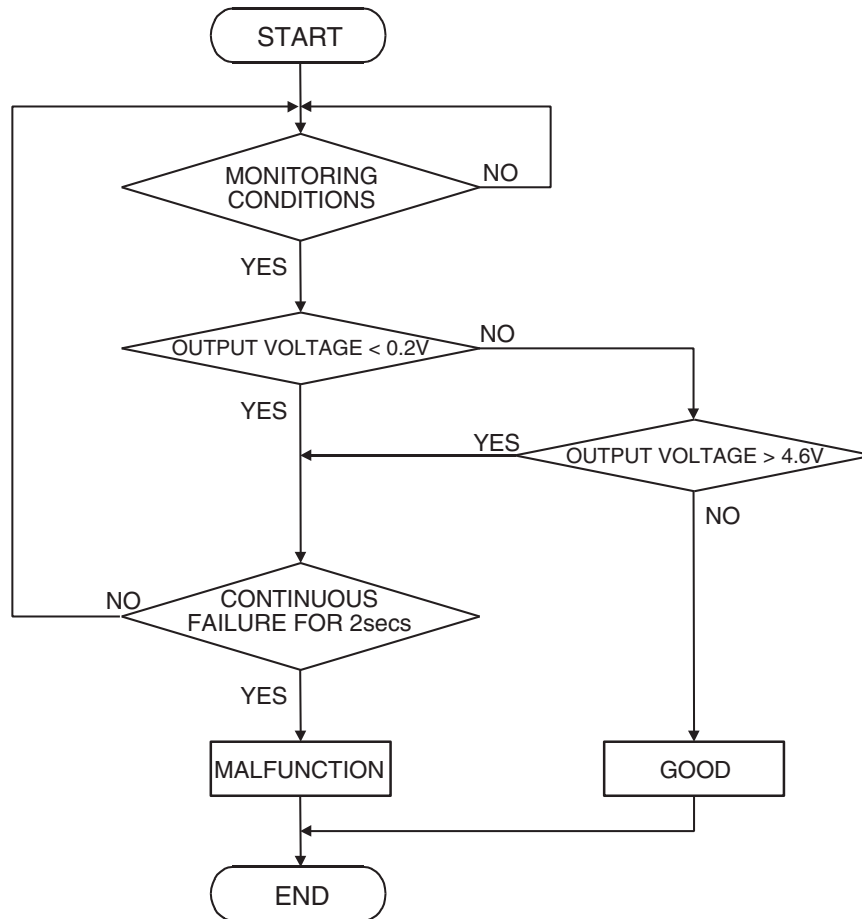 START
MONITORING
CONDITIONS
NO
YES
OUTPUT VOLTAGE < 0.2V
NO
YES
YES
OUTPUT VOLTAGE > 4.6V
NO
NO
CONTINUOUS
FAILURE FOR 2secs
YES
MALFUNCTION
GOOD
END